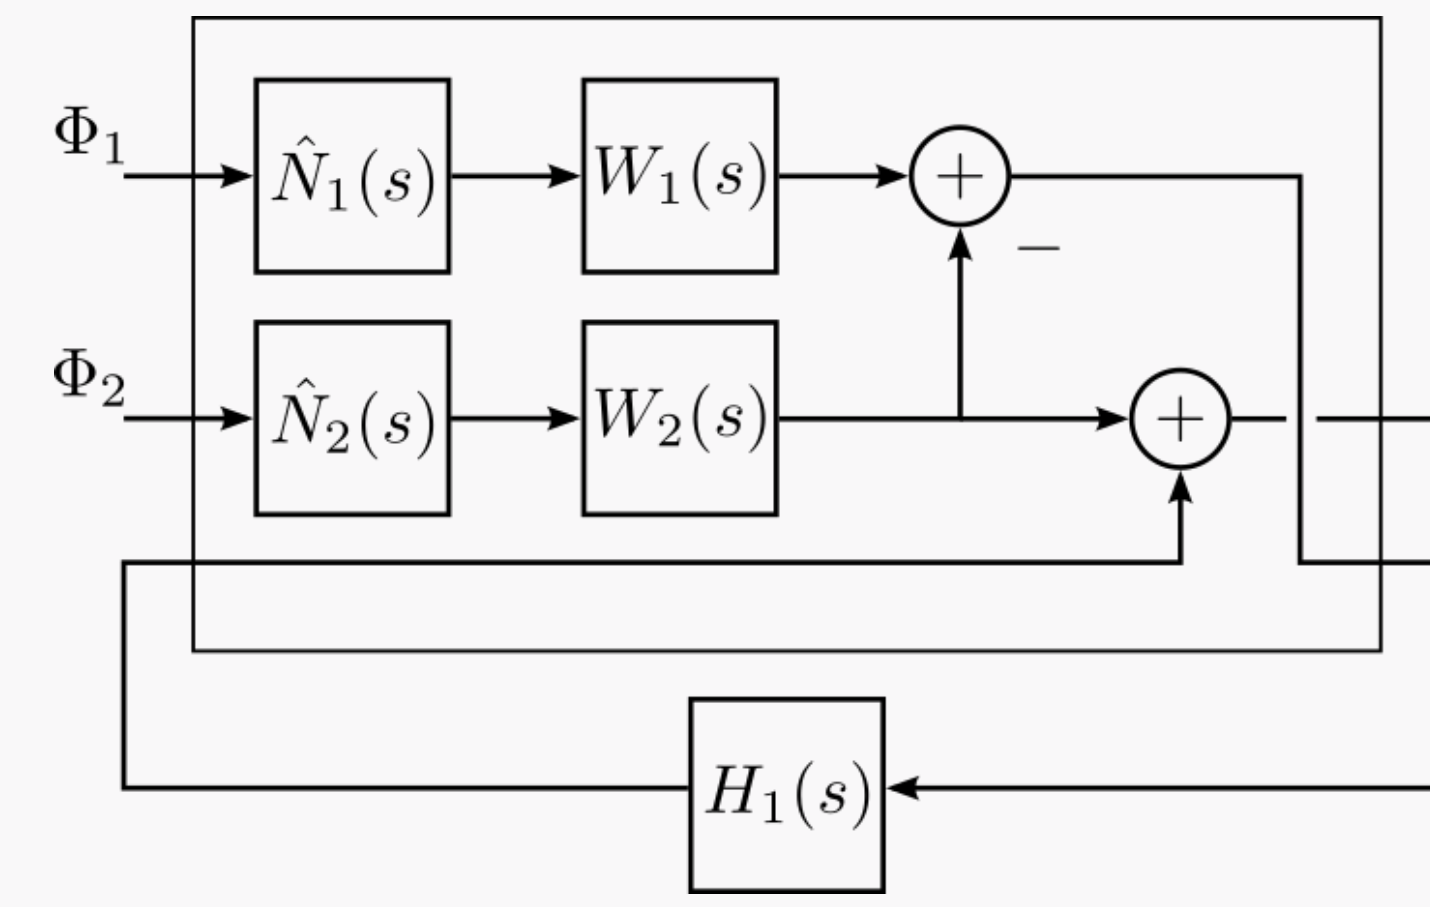 Φ₁
N̂₁(s)
W₁(s)
+
−
Φ₂
N̂₂(s)
W₂(s)
+
H₁(s)